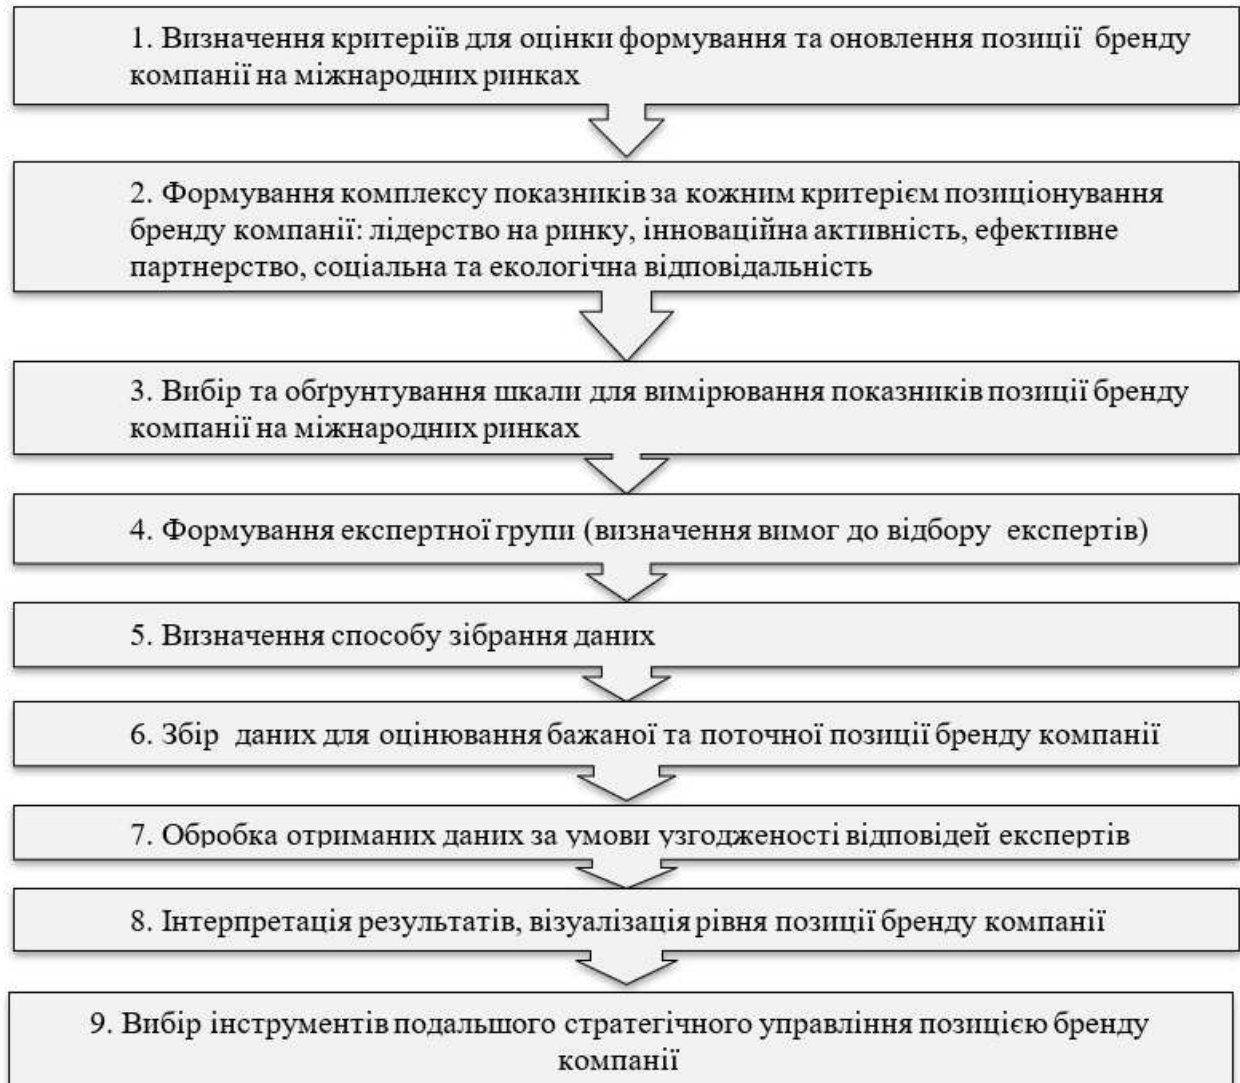 1. Визначення критеріїв для оцінки формування та оновлення позиції бренду
компанії на міжнародних ринках
2. Формування комплексу показників за кожним критерієм позиціонування
бренду компанії: лідерство на ринку, інноваційна активність, ефективне
партнерство, соціальна та екологічна відповідальність
3. Вибір та обґрунтування шкали для вимірювання показників позиції бренду
компанії на міжнародних ринках
4. Формування експертної групи (визначення вимог до відбору експертів)
5. Визначення способу зібрання даних
6. Збір даних для оцінювання бажаної та поточної позиції бренду компанії
7. Обробка отриманих даних за умови узгодженості відповідей експертів
8. Інтерпретація результатів, візуалізація рівня позиції бренду компанії
9. Вибір інструментів подальшого стратегічного управління позицією бренду
компанії